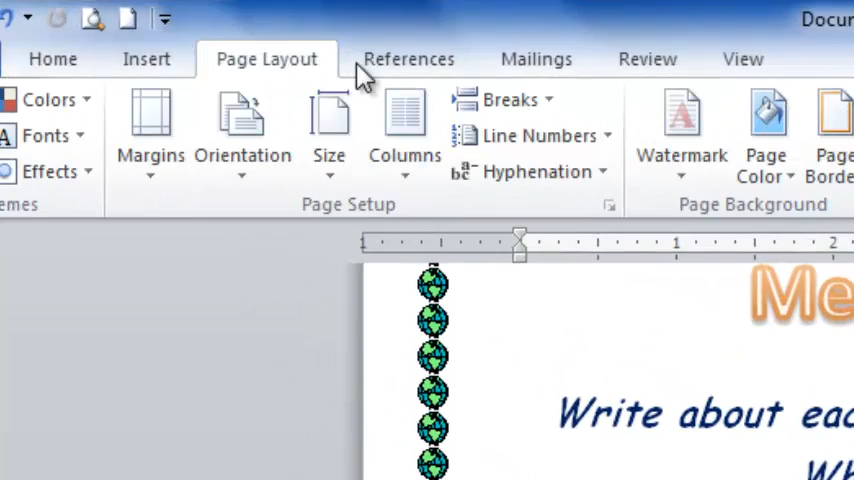 Docu
Home Insert Page Layout References Mailings Review View
Colors
Fonts
Effects
emes
Margins Orientation Size Columns
Breaks
Line Numbers
Hyphenation
Page Setup
Watermark
Page Color
Page Borde
Page Background
1 1 2
Me
Write about eac
Wh